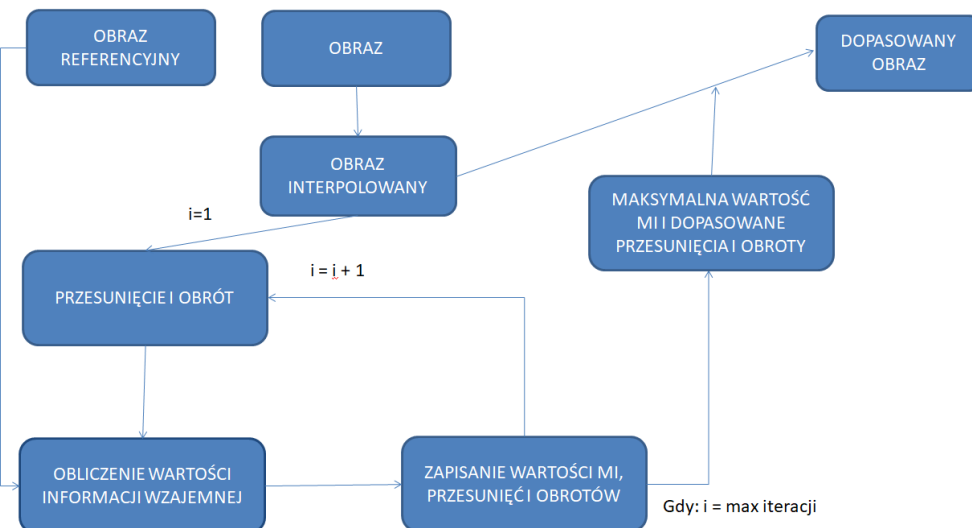 OBRAZ
REFERENCYJNY
OBRAZ
DOPASOWANY
OBRAZ
OBRAZ
INTERPOLOWANY
MAKSYMALNA WARTOŚĆ
MI I DOPASOWANE
PRZESUNIĘCIA I OBROTY
i=1
i = i + 1
PRZESUNIĘCIE I OBRÓT
OBLICZENIE WARTOŚCI
INFORMACJI WZAJEMNEJ
ZAPISANIE WARTOŚCI MI,
PRZESUNIĘĆ I OBROTÓW
Gdy: i = max iteracji